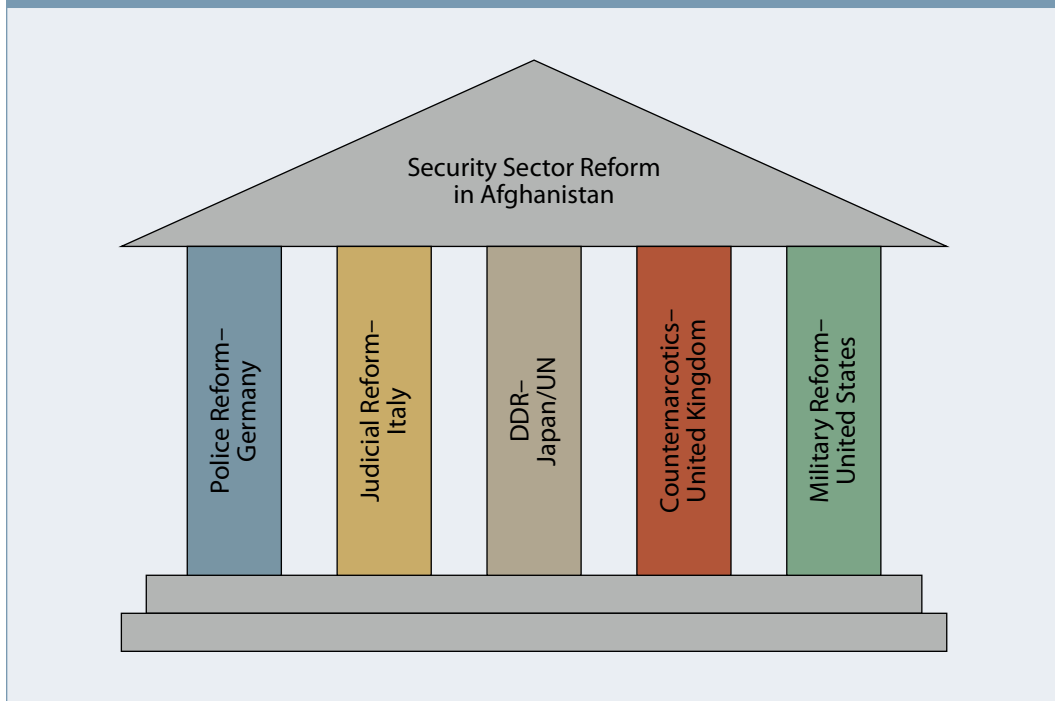 Security Sector Reform
in Afghanistan
Police Reform–
Germany
Judicial Reform–
Italy
DDR–
Japan/UN
Counternarcotics–
United Kingdom
Military Reform–
United States